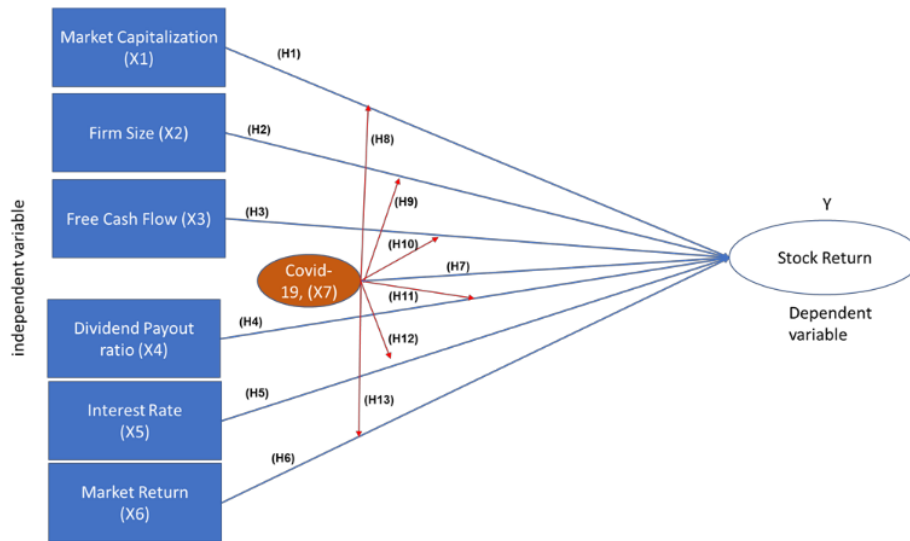 Market Capitalization
(X1)
(H1)
Firm Size (X2)
(H2)
(H8)
Free Cash Flow (X3)
(H3)
(H9)
(H10)
Y
Stock Return
Dependent
variable
independent variable
Covid-
19, (X7)
(H7)
(H11)
Dividend Payout
ratio (X4)
(H4)
(H12)
Interest Rate
(X5)
(H5)
(H13)
Market Return
(X6)
(H6)